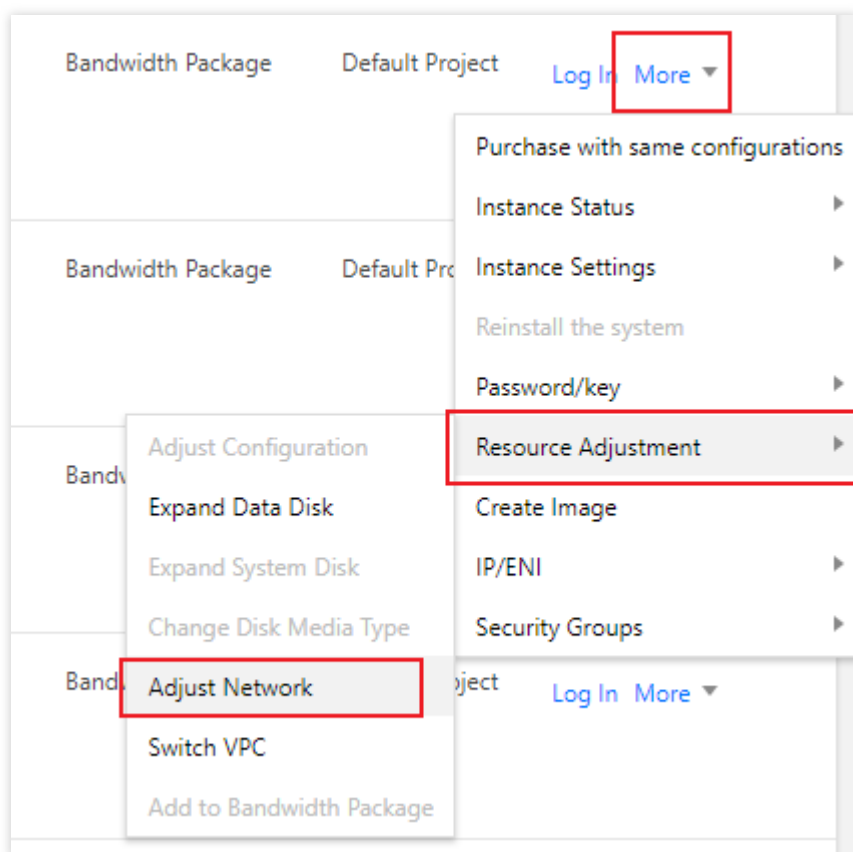 Bandwidth Package Default Project Log In More
Purchase with same configurations
Instance Status
Bandwidth Package Default Pro
Instance Settings
Reinstall the system
Password/key
Resource Adjustment
Create Image
IP/ENI
Security Groups
Bandw
Adjust Configuration
Expand Data Disk
Expand System Disk
Change Disk Media Type
Adjust Network
Switch VPC
Add to Bandwidth Package
Band oject Log In More